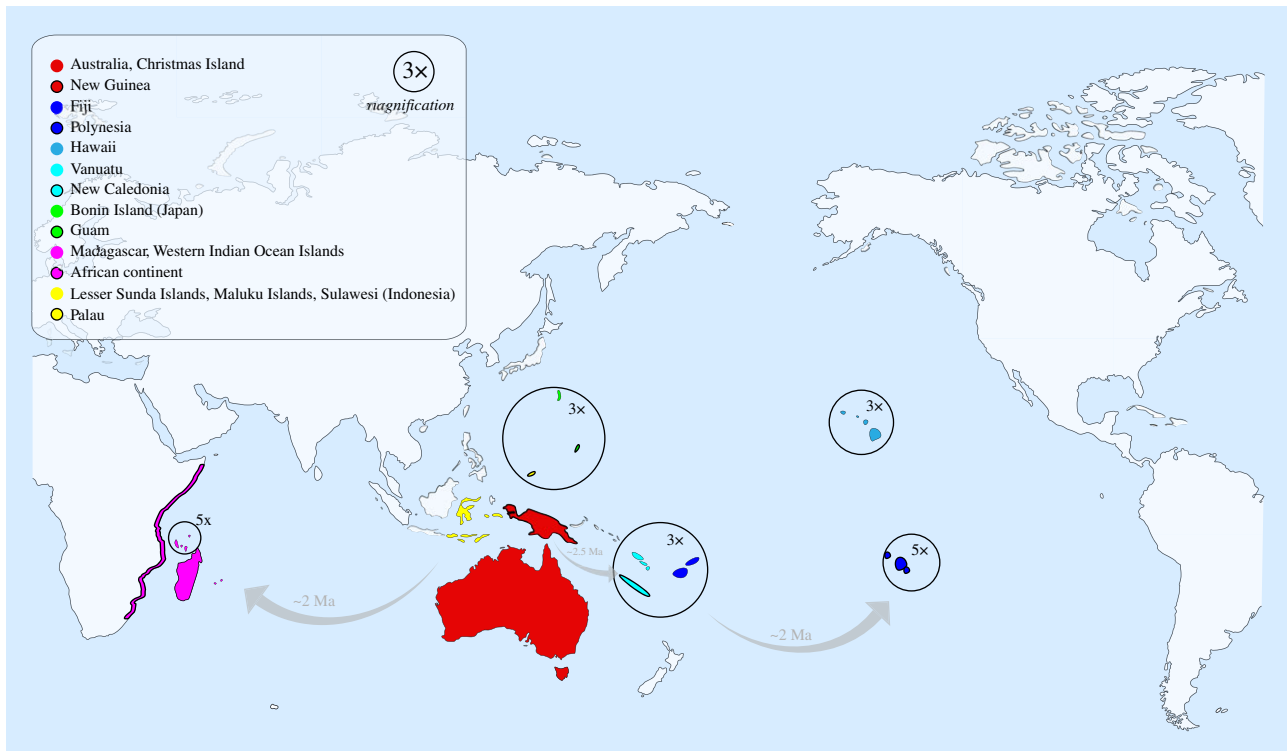 Australia, Christmas Island
New Guinea
Fiji
Polynesia
Hawaii
Vanuatu
New Caledonia
Bonin Island (Japan)
Guam
Madagascar, Western Indian Ocean Islands
African continent
Lesser Sunda Islands, Maluku Islands, Sulawesi (Indonesia)
Palau
3×
magnification
3×
3×
5x
~2.5 Ma
3×
5×
~2 Ma
~2 Ma